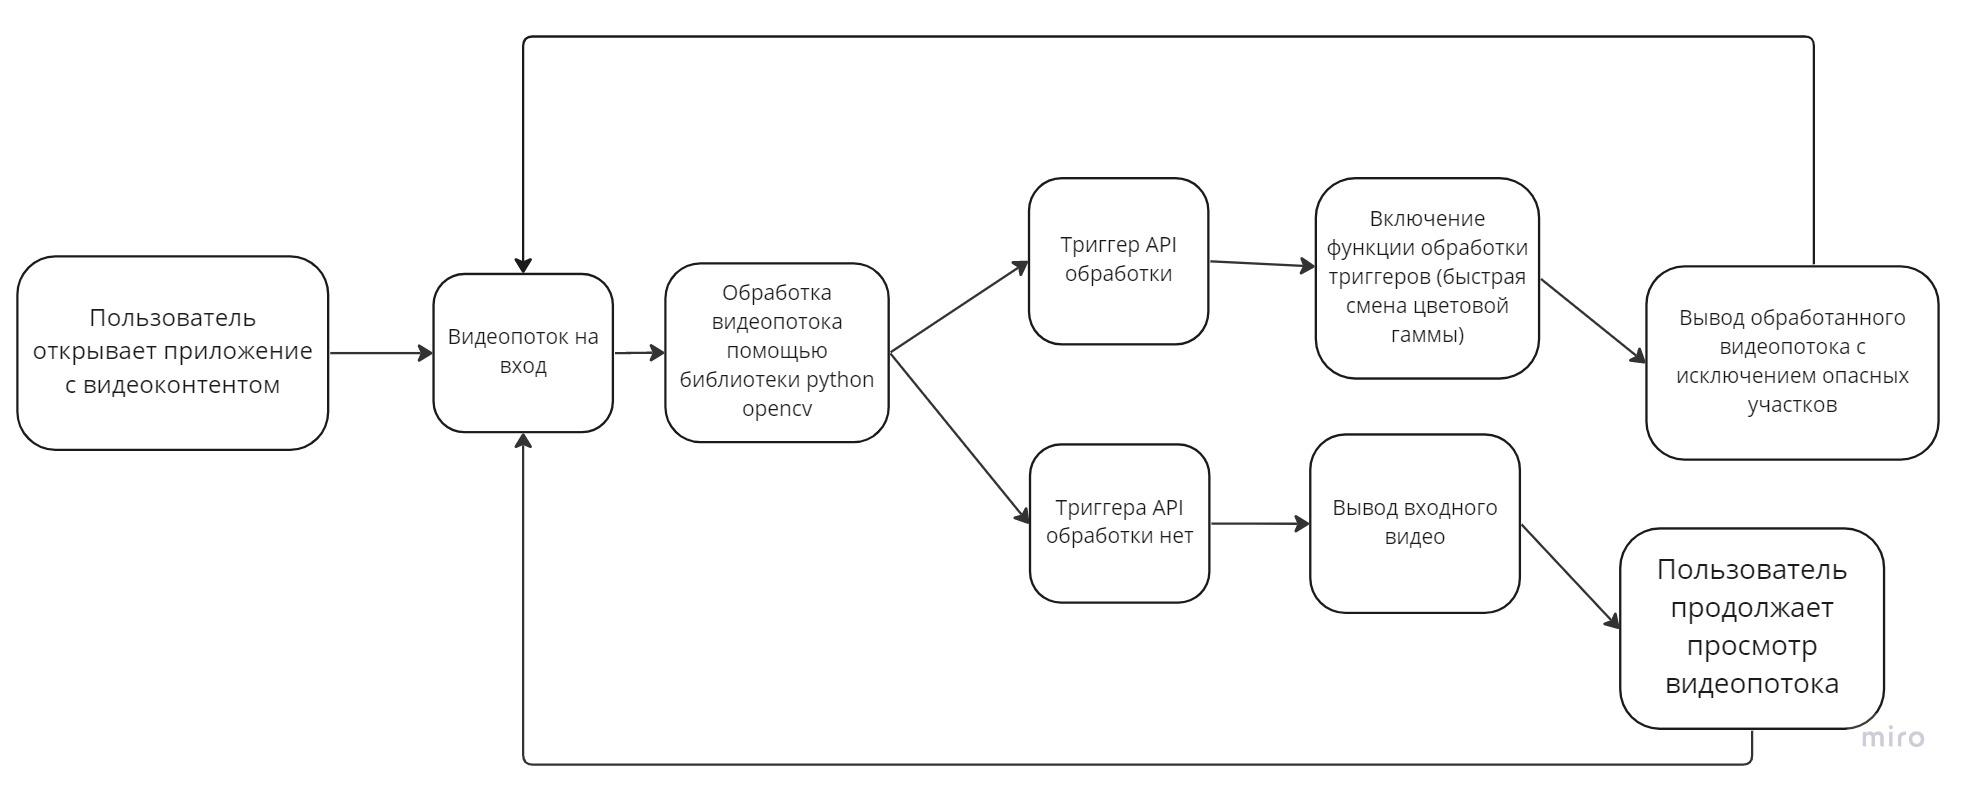 Пользователь
открывает приложение
с видеоконтентом
Видеопоток на
вход
Обработка
видеопотока
помощью
библиотеки python
opencv
Триггер API
обработки
Включение
функции обработки
триггеров (быстрая
смена цветовой
гаммы)
Вывод обработанного
видеопотока с
исключением опасных
участков
Триггера API
обработки нет
Вывод входного
видео
Пользователь
продолжает
просмотр
видеопотока
miro